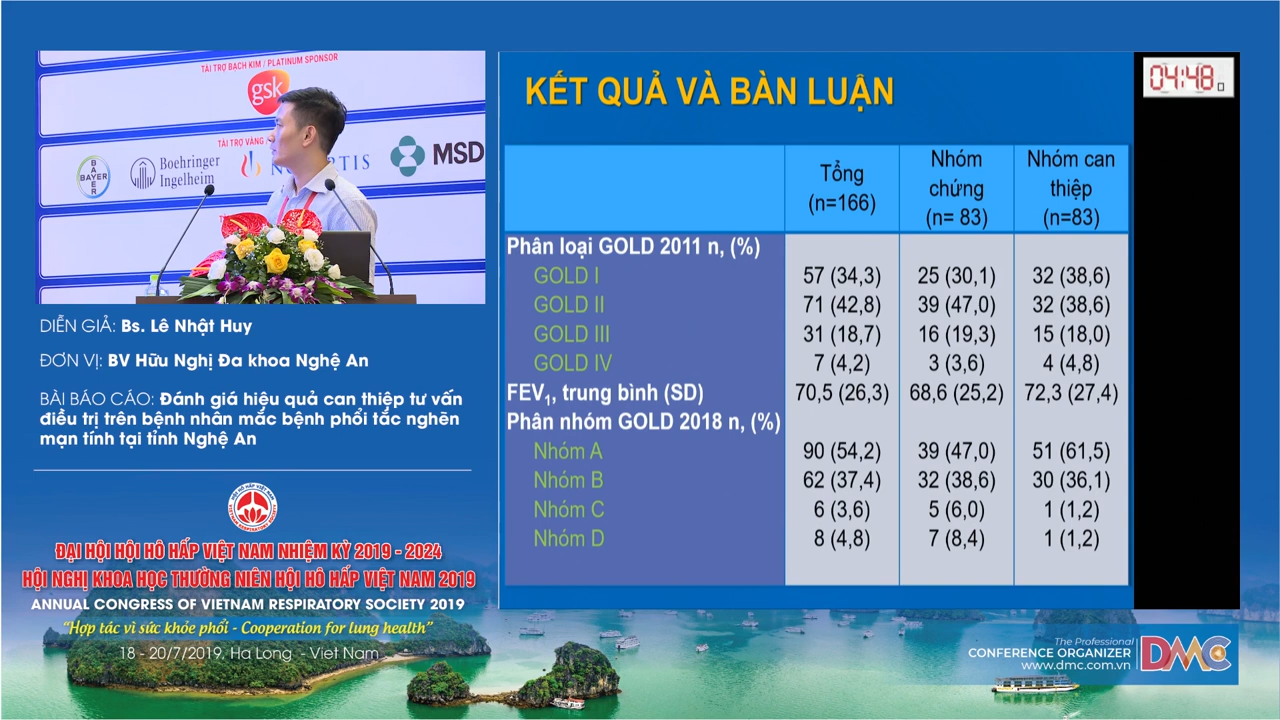 TÀI TRỢ BẠCH KIM / PLATINUM SPONSOR
gsk
TÀI TRỢ VÀNG /
BAYER
BAYER
Boehringer
Ingelheim
MSD
DIỄN GIẢ: Bs. Lê Nhật Huy
ĐƠN VỊ: BV Hữu Nghị Đa khoa Nghệ An
BÀI BÁO CÁO: Đánh giá hiệu quả can thiệp tư vấn
điều trị trên bệnh nhân mắc bệnh phổi tắc nghẽn
mạn tính tại tỉnh Nghệ An
HỘI HÔ HẤP VIỆT NAM
VIETNAM RESPIRATORY SOCIETY
ĐẠI HỘI HỘI HÔ HẤP VIỆT NAM NHIỆM KỲ 2019 - 2024
HỘI NGHỊ KHOA HỌC THƯỜNG NIÊN HỘI HÔ HẤP VIỆT NAM 2019
ANNUAL CONGRESS OF VIETNAM RESPIRATORY SOCIETY 2019
“Hợp tác vì sức khỏe phổi - Cooperation for lung health”
18 - 20/7/2019, Ha Long - Viet Nam
KẾT QUẢ VÀ BÀN LUẬN
Tổng (n=166) Nhóm chứng (n= 83) Nhóm can thiệp (n=83)
Phân loại GOLD 2011 n, (%)
GOLD I 57 (34,3) 25 (30,1) 32 (38,6)
GOLD II 71 (42,8) 39 (47,0) 32 (38,6)
GOLD III 31 (18,7) 16 (19,3) 15 (18,0)
GOLD IV 7 (4,2) 3 (3,6) 4 (4,8)
FEV₁, trung bình (SD) 70,5 (26,3) 68,6 (25,2) 72,3 (27,4)
Phân nhóm GOLD 2018 n, (%)
Nhóm A 90 (54,2) 39 (47,0) 51 (61,5)
Nhóm B 62 (37,4) 32 (38,6) 30 (36,1)
Nhóm C 6 (3,6) 5 (6,0) 1 (1,2)
Nhóm D 8 (4,8) 7 (8,4) 1 (1,2)
04:48
The Professional
CONFERENCE ORGANIZER
www.dmc.com.vn
DMC